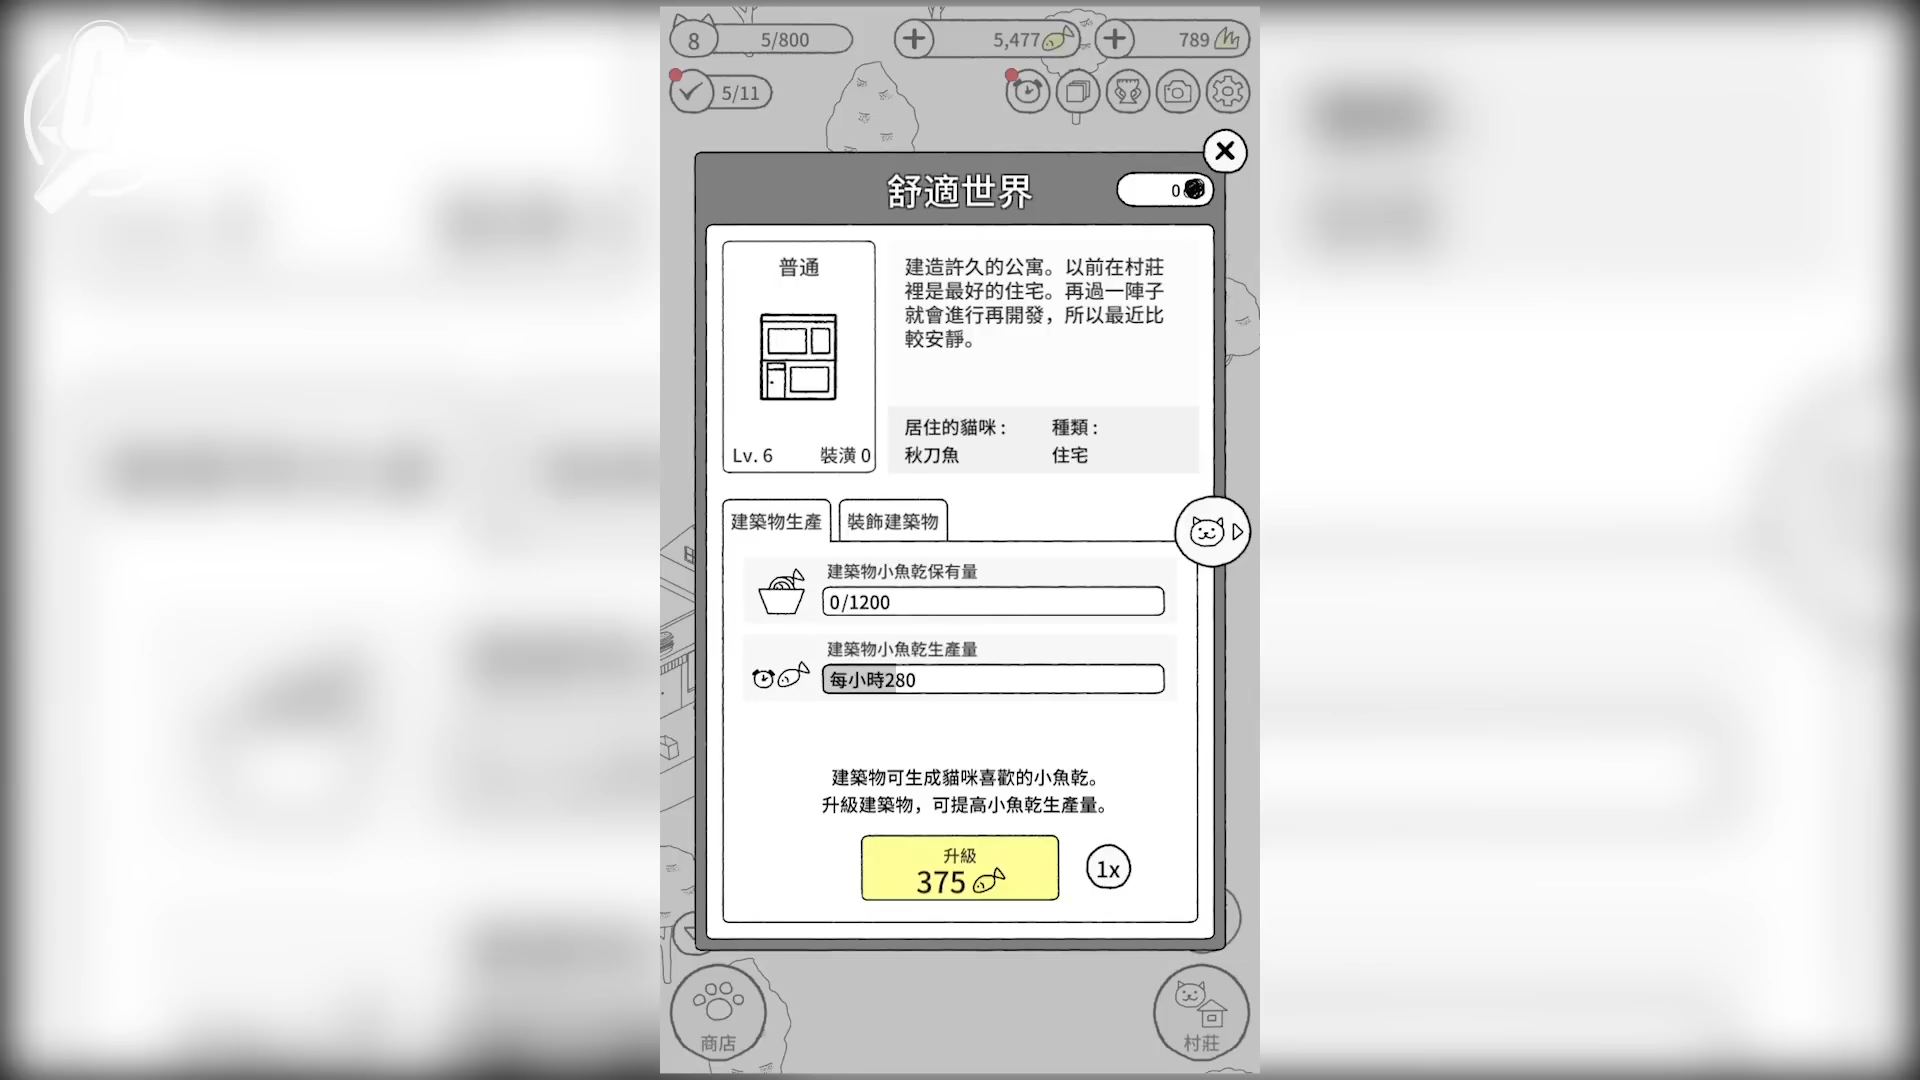 8
5/800
5,477
789
5/11
舒適世界
0
普通
Lv. 6
裝潢 0
建造許久的公寓。以前在村莊
裡是最好的住宅。再過一陣子
就會進行再開發，所以最近比
較安靜。
居住的貓咪：
種類：
秋刀魚
住宅
建築物生產
裝飾建築物
建築物小魚乾保有量
0/1200
建築物小魚乾生產量
每小時280
建築物可生成貓咪喜歡的小魚乾。
升級建築物，可提高小魚乾生產量。
升級
375
1x
商店
村莊